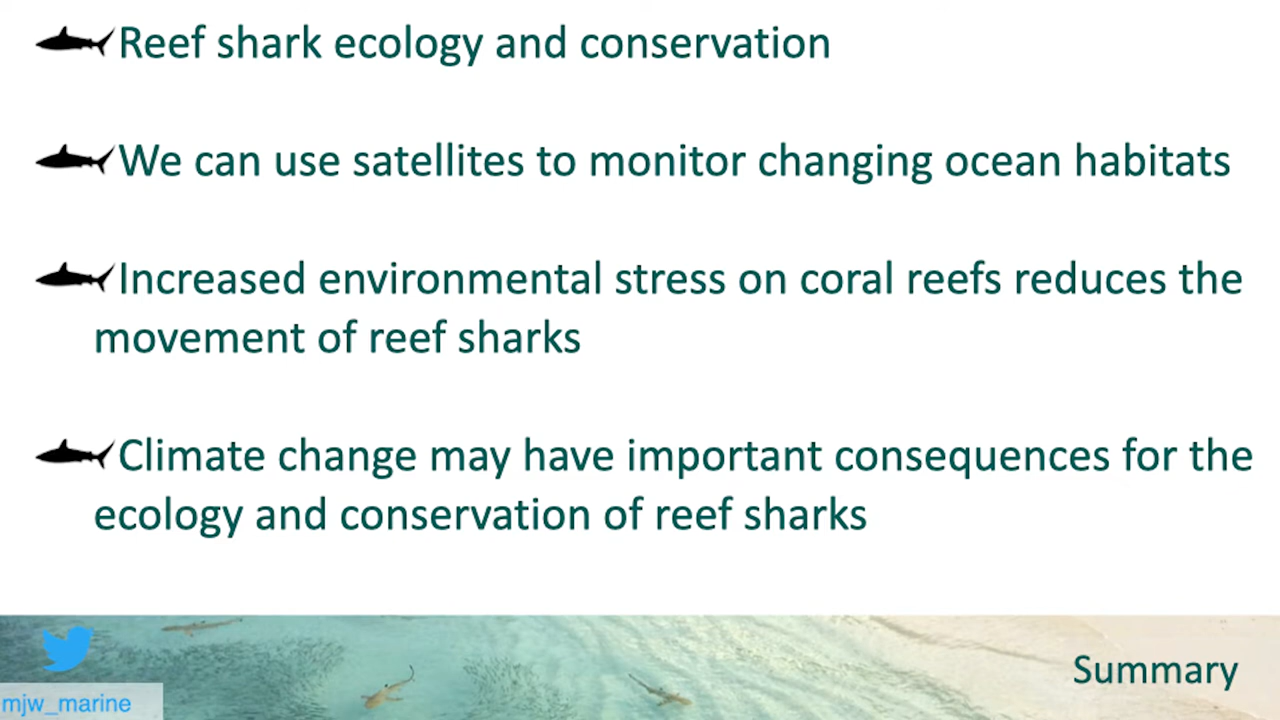 Reef shark ecology and conservation
We can use satellites to monitor changing ocean habitats
Increased environmental stress on coral reefs reduces the
movement of reef sharks
Climate change may have important consequences for the
ecology and conservation of reef sharks
Summary
mjw_marine